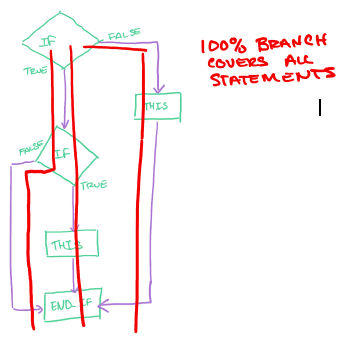 IF
FALSE
100% BRANCH
COVERS ALL
STATEMENTS
TRUE
THIS
FALSE
IF
TRUE
THIS
END IF